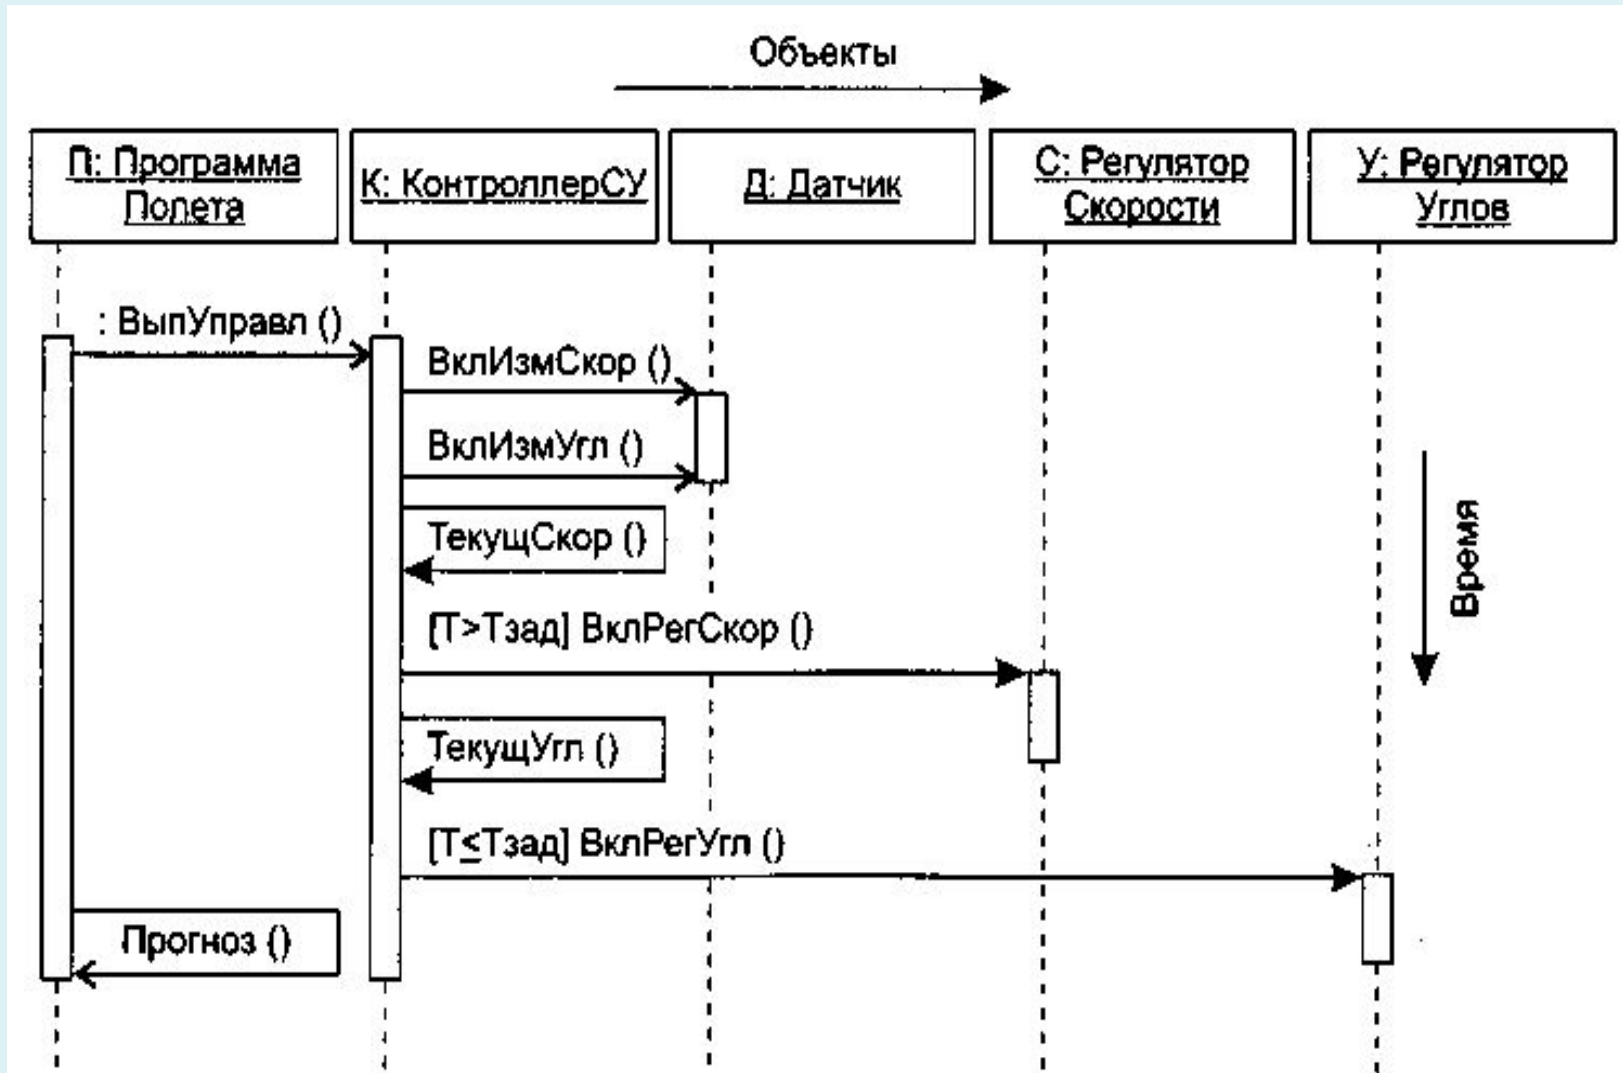 Объекты
П: Программа
Полета
К: КонтроллерСУ
Д: Датчик
С: Регулятор
Скорости
У: Регулятор
Углов
: ВыпУправл ()
ВклИзмСкор ()
ВклИзмУгл ()
ТекущСкор ()
[Т>Тзад] ВклРегСкор ()
Время
ТекущУгл ()
[Т≤Тзад] ВклРегУгл ()
Прогноз ()